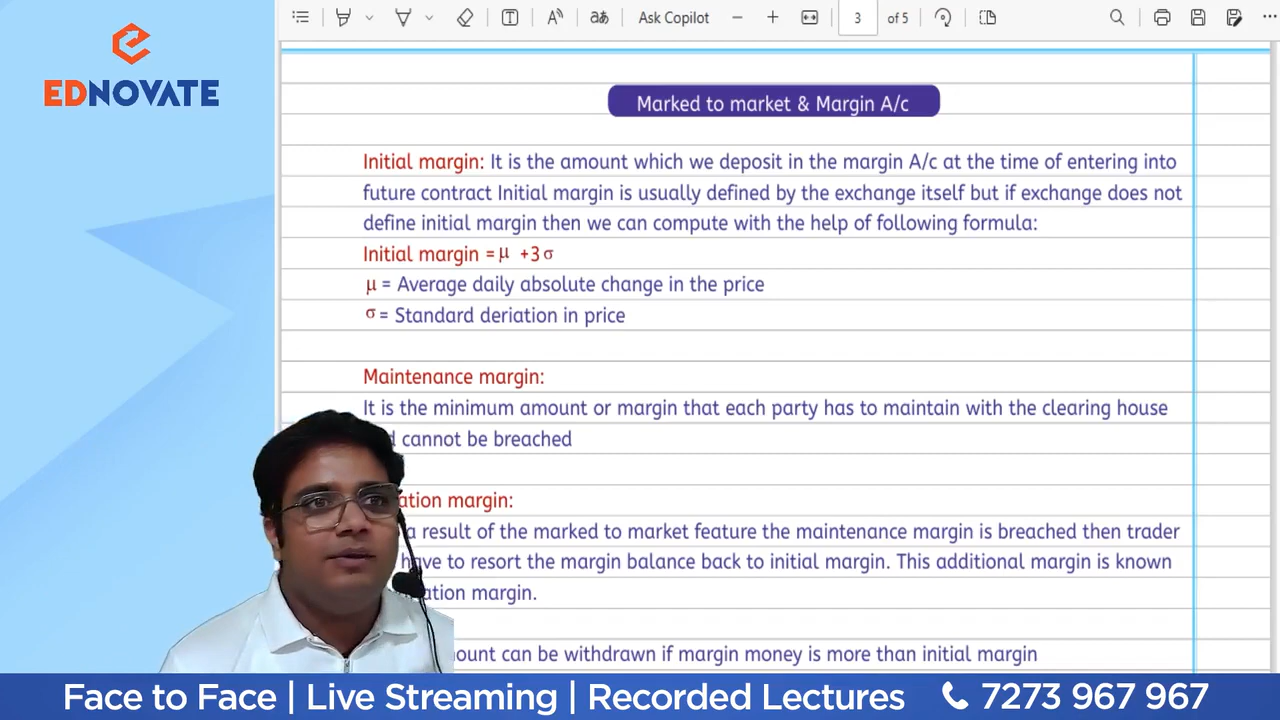 Ask Copilot
3 of 5
EDNOVATE
Marked to market & Margin A/c
Initial margin: It is the amount which we deposit in the margin A/c at the time of entering into
future contract Initial margin is usually defined by the exchange itself but if exchange does not
define initial margin then we can compute with the help of following formula:
Initial margin = μ +3 σ
μ = Average daily absolute change in the price
σ = Standard deriation in price
Maintenance margin:
It is the minimum amount or margin that each party has to maintain with the clearing house
cannot be breached
ation margin:
a result of the marked to market feature the maintenance margin is breached then trader
have to resort the margin balance back to initial margin. This additional margin is known
ation margin.
ount can be withdrawn if margin money is more than initial margin
Face to Face | Live Streaming | Recorded Lectures 7273 967 967